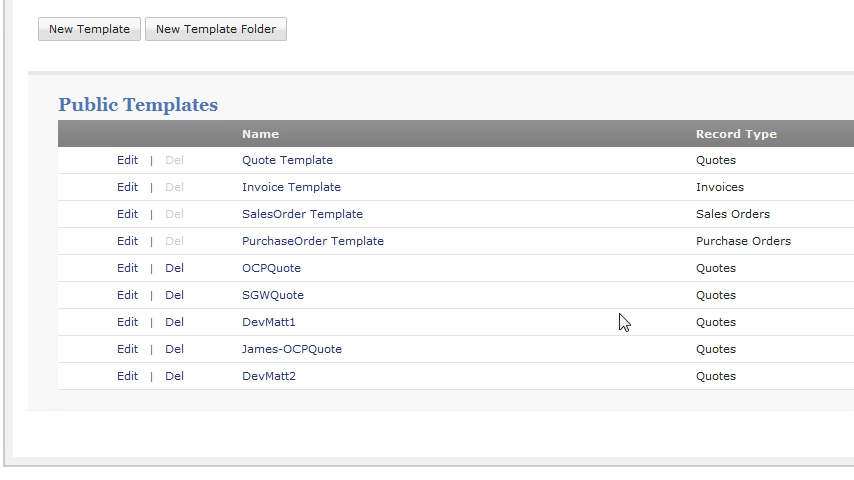 New Template New Template Folder
Public Templates
Name Record Type
Edit | Del Quote Template Quotes
Edit | Del Invoice Template Invoices
Edit | Del SalesOrder Template Sales Orders
Edit | Del PurchaseOrder Template Purchase Orders
Edit | Del OCPQuote Quotes
Edit | Del SGWQuote Quotes
Edit | Del DevMatt1 Quotes
Edit | Del James-OCPQuote Quotes
Edit | Del DevMatt2 Quotes